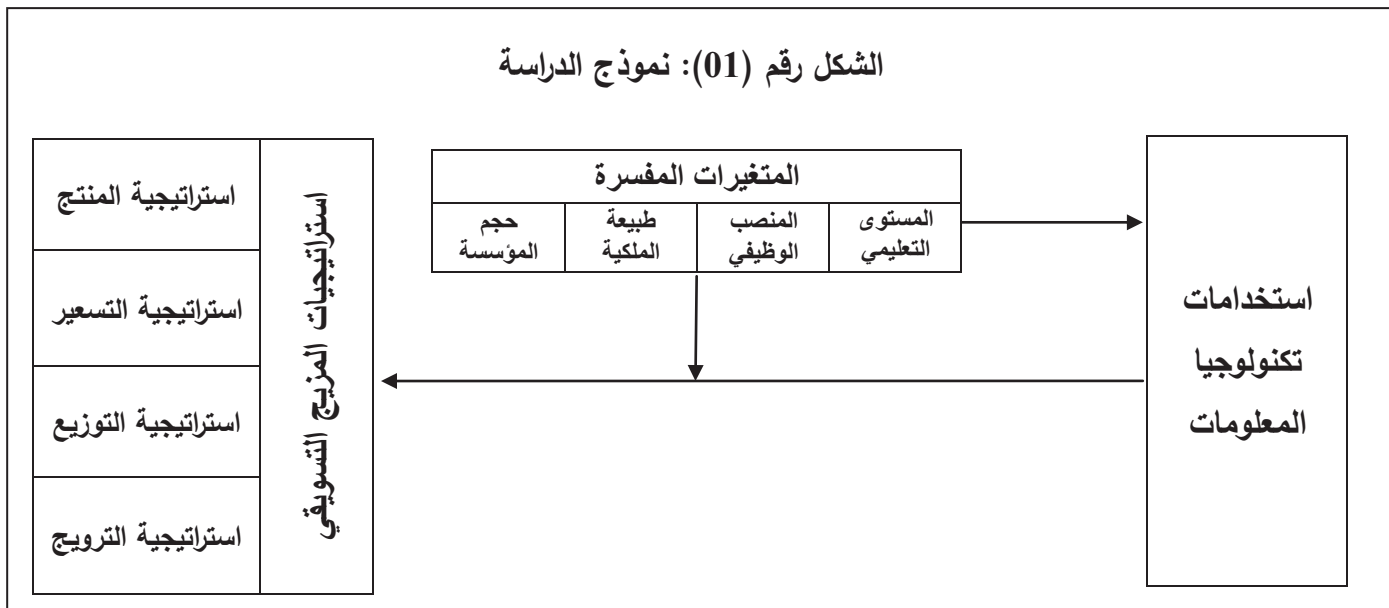 الشكل رقم (01): نموذج الدراسة
استخدامات
تكنولوجيا
المعلومات
المتغيرات المفسرة
المستوى
التعليمي
المنصب
الوظيفي
طبيعة
الملكية
حجم
المؤسسة
استراتيجيات المزيج التسويقي
استراتيجية المنتج
استراتيجية التسعير
استراتيجية التوزيع
استراتيجية الترويج